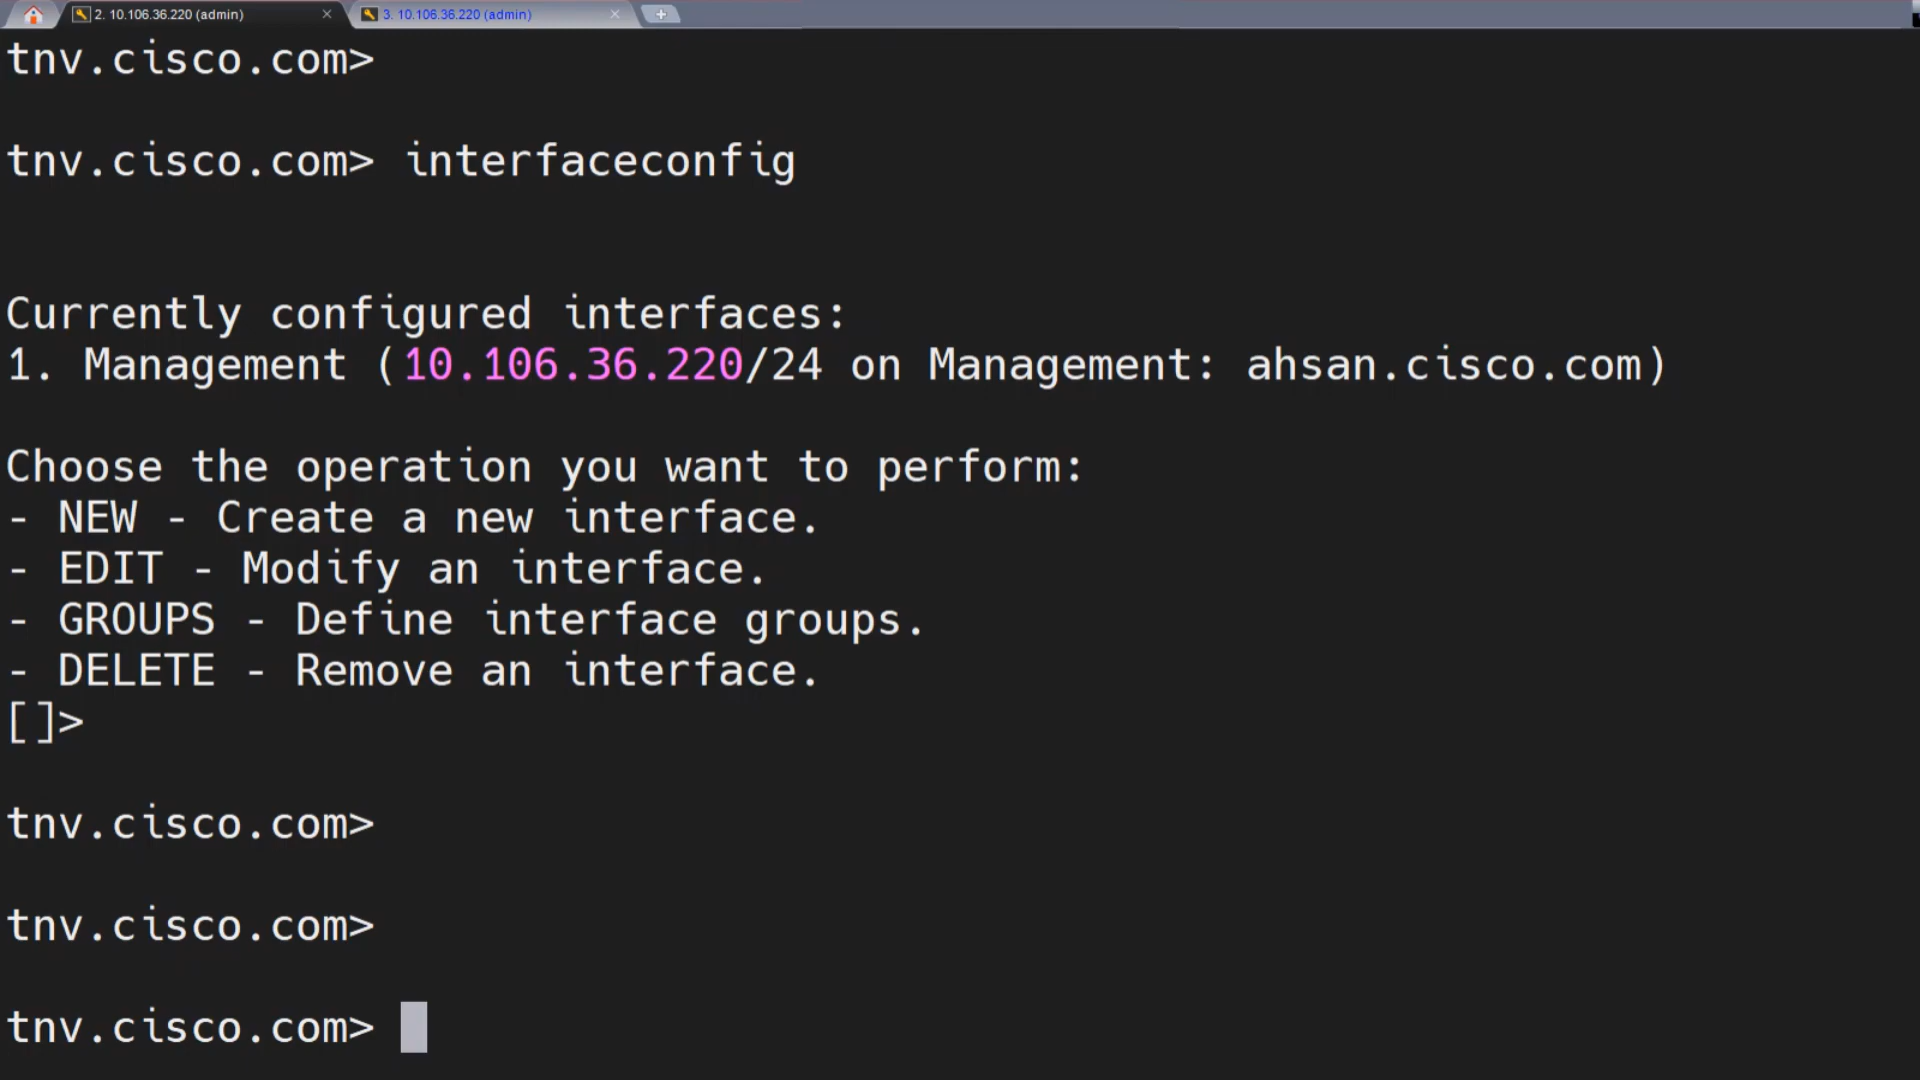 2. 10.106.36.220 (admin)
3. 10.106.36.220 (admin)
tnv.cisco.com>
tnv.cisco.com> interfaceconfig
Currently configured interfaces:
1. Management (10.106.36.220/24 on Management: ahsan.cisco.com)
Choose the operation you want to perform:
- NEW - Create a new interface.
- EDIT - Modify an interface.
- GROUPS - Define interface groups.
- DELETE - Remove an interface.
[]>
tnv.cisco.com>
tnv.cisco.com>
tnv.cisco.com>